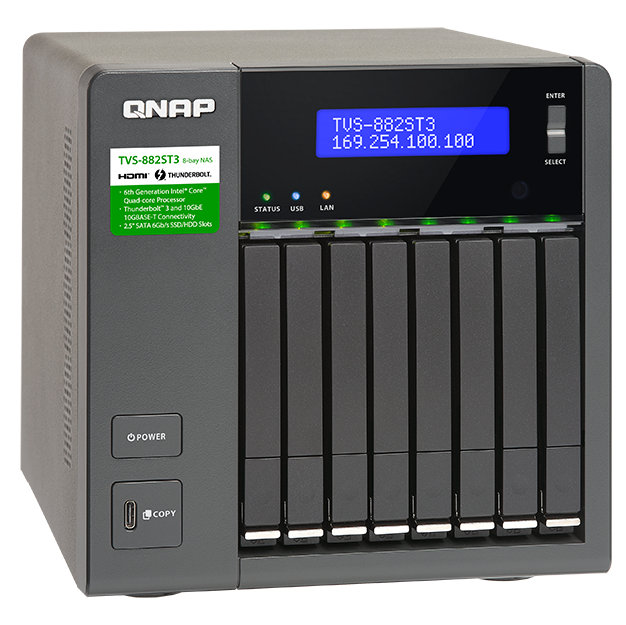 QNAP
TVS-882ST3 8-bay NAS
HDMI THUNDERBOLT.
• 6th Generation Intel® Core™
Quad-core Processor
• Thunderbolt™ 3 and 10GbE
10GBASE-T Connectivity
• 2.5" SATA 6Gb/s SSD/HDD Slots
TVS-882ST3
169.254.100.100
ENTER
SELECT
STATUS USB LAN
POWER
COPY